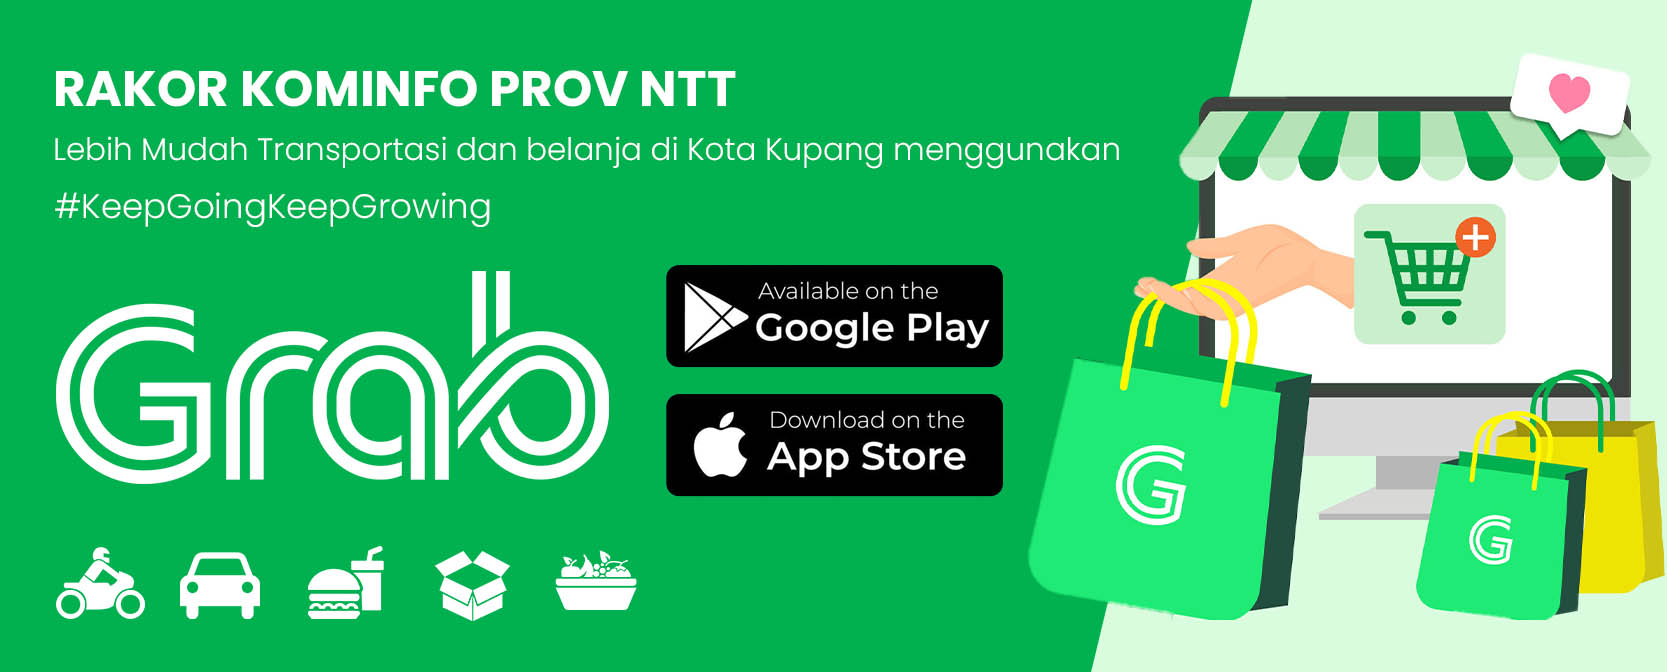 RAKOR KOMINFO PROV NTT
Lebih Mudah Transportasi dan belanja di Kota Kupang menggunakan
#KeepGoingKeepGrowing
Grab
Available on the
Google Play
Download on the
App Store
G
G